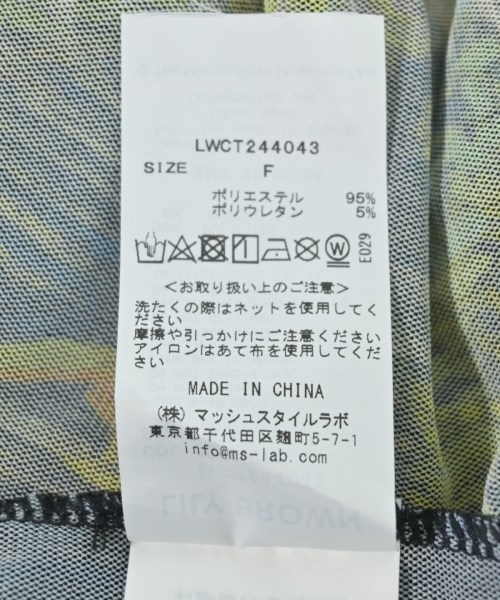 LWCT244043
SIZE F
ポリエステル 95%
ポリウレタン 5%
W
E029
<お取り扱い上のご注意>
洗たくの際はネットを使用してく
ださい
摩擦や引っかけにご注意ください
アイロンはあて布を使用してくだ
さい
MADE IN CHINA
(株) マッシュスタイルラボ
東京都千代田区麹町5-7-1
info@ms-lab.com